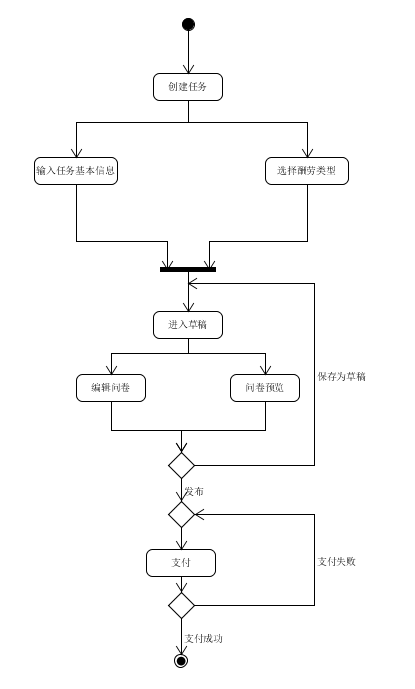 创建任务
输入任务基本信息
选择酬劳类型
进入草稿
保存为草稿
编辑问卷
问卷预览
发布
支付
支付失败
支付成功